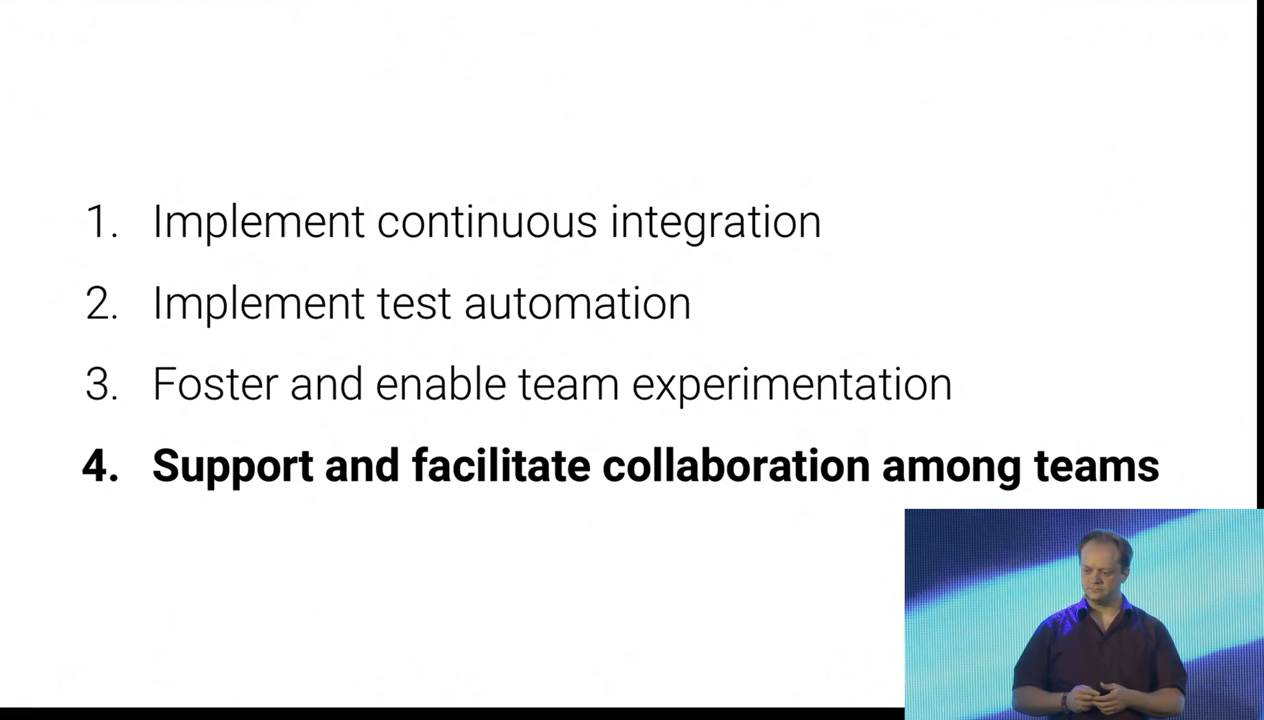 1. Implement continuous integration
2. Implement test automation
3. Foster and enable team experimentation
4. Support and facilitate collaboration among teams